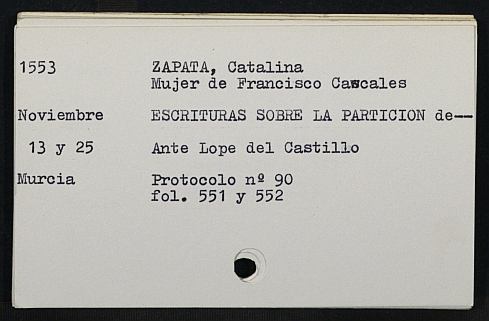 1553 ZAPATA, Catalina
Mujer de Francisco Cascales
Noviembre ESCRITURAS SOBRE LA PARTICION de--
13 y 25 Ante Lope del Castillo
Murcia Protocolo nº 90
fol. 551 y 552